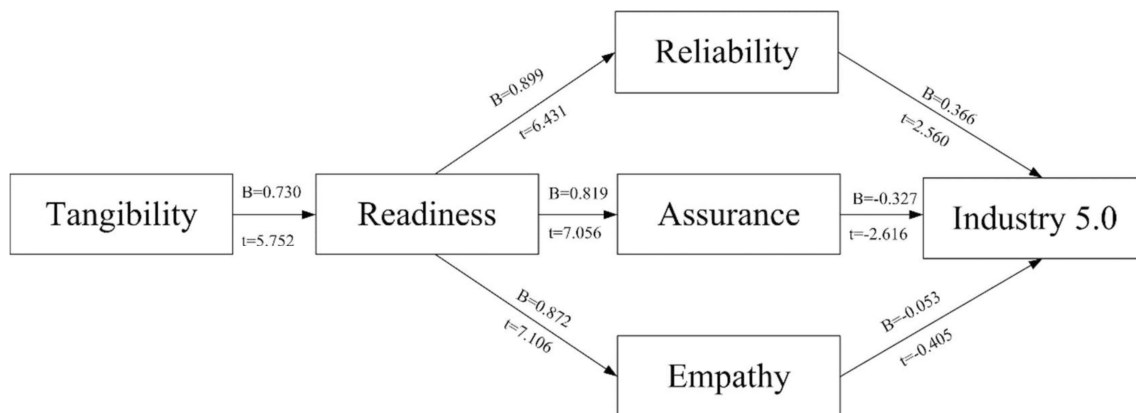 Reliability
B=0.899
t=6.431
B=0.366
t=2.560
Tangibility
B=0.730
t=5.752
Readiness
B=0.819
t=7.056
Assurance
B=-0.327
t=-2.616
Industry 5.0
B=0.872
t=7.106
B=-0.053
t=-0.405
Empathy